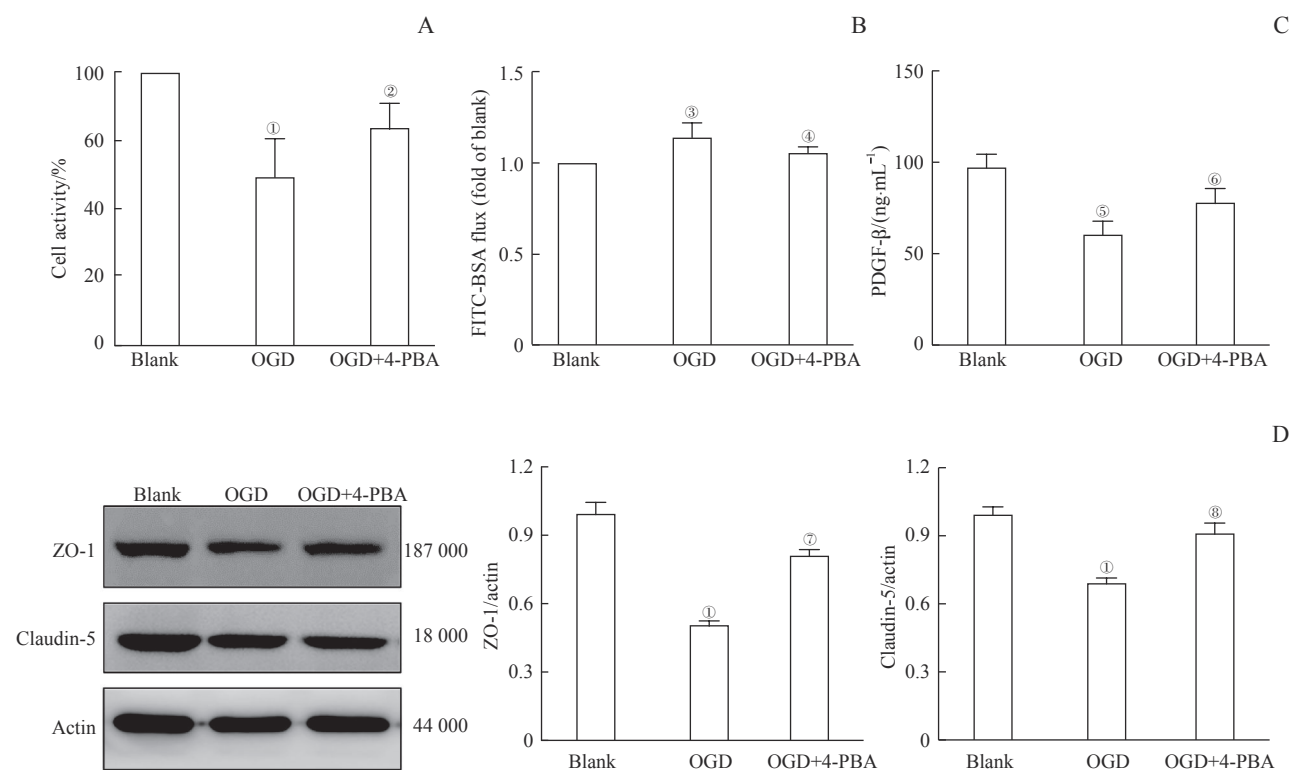 A
B
C
Cell activity/%
100
80
60
40
20
0
①
②
Blank
OGD
OGD+4-PBA
FITC-BSA flux (fold of blank)
1.5
1.0
0.5
0
③
④
Blank
OGD
OGD+4-PBA
PDGF-β/(ng·mL⁻¹)
150
100
50
0
⑤
⑥
Blank
OGD
OGD+4-PBA
D
Blank
OGD
OGD+4-PBA
ZO-1
187 000
Claudin-5
18 000
Actin
44 000
ZO-1/actin
1.2
0.9
0.6
0.3
0
①
⑦
Blank
OGD
OGD+4-PBA
Claudin-5/actin
1.2
0.9
0.6
0.3
0
①
⑧
Blank
OGD
OGD+4-PBA